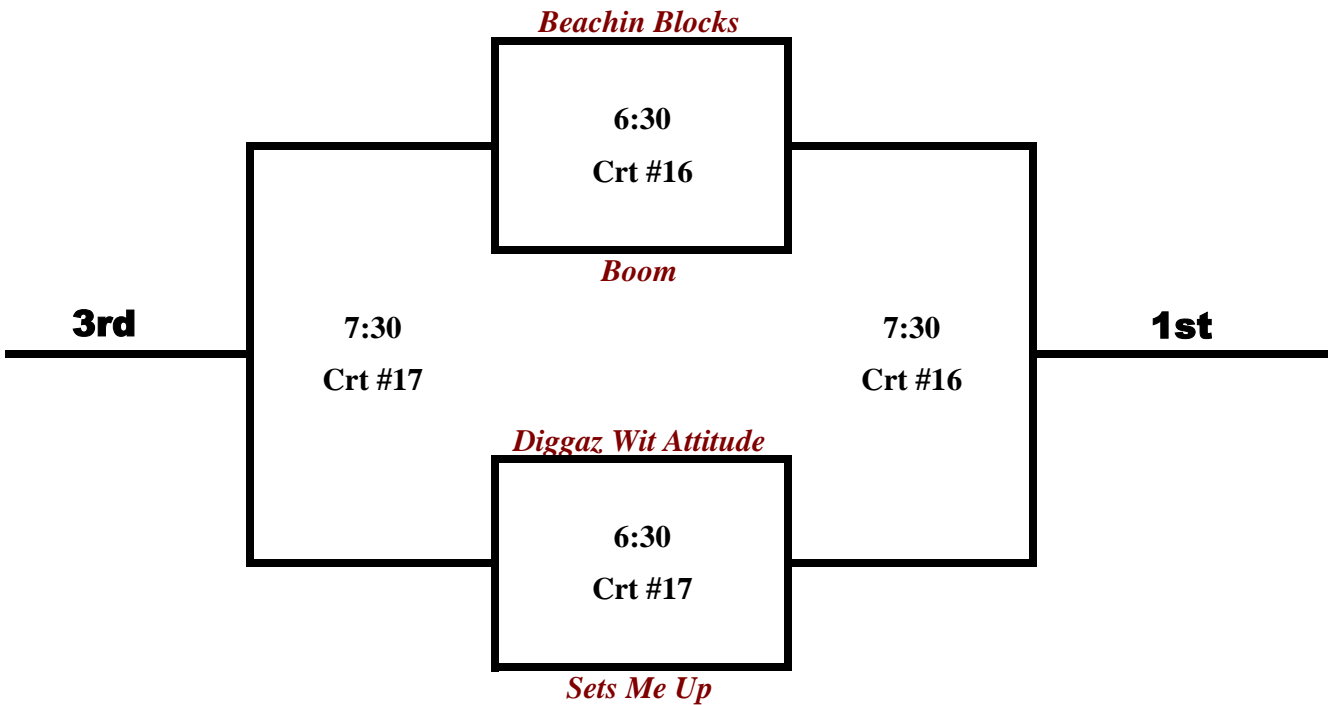 Beachin Blocks
6:30
Crt #16
Boom
3rd
7:30
Crt #17
7:30
Crt #16
1st
Diggaz Wit Attitude
6:30
Crt #17
Sets Me Up